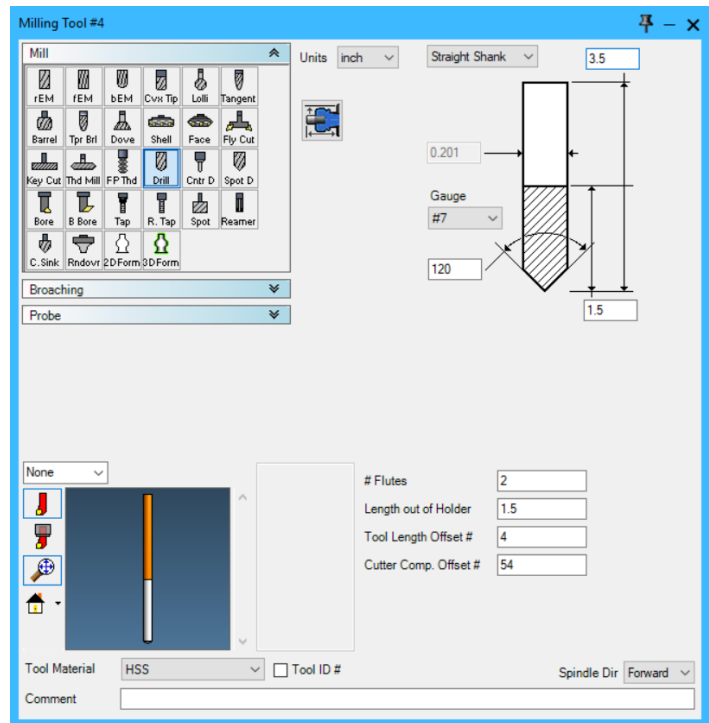 Milling Tool #4
Mill
rEM fEM bEM Cvx Tip Lolli Tangent
Barrel Tpr Brl Dove Shell Face Fly Cut
Key Cut Thd Mill FP Thd Drill Cntr D Spot D
Bore B Bore Tap R. Tap Spot Reamer
C.Sink Rndovr 2DForm 3DForm
Broaching
Probe
Units inch Straight Shank 3.5
0.201
Gauge
#7
120
1.5
None
# Flutes 2
Length out of Holder 1.5
Tool Length Offset # 4
Cutter Comp. Offset # 54
Tool Material HSS Tool ID # Spindle Dir Forward
Comment